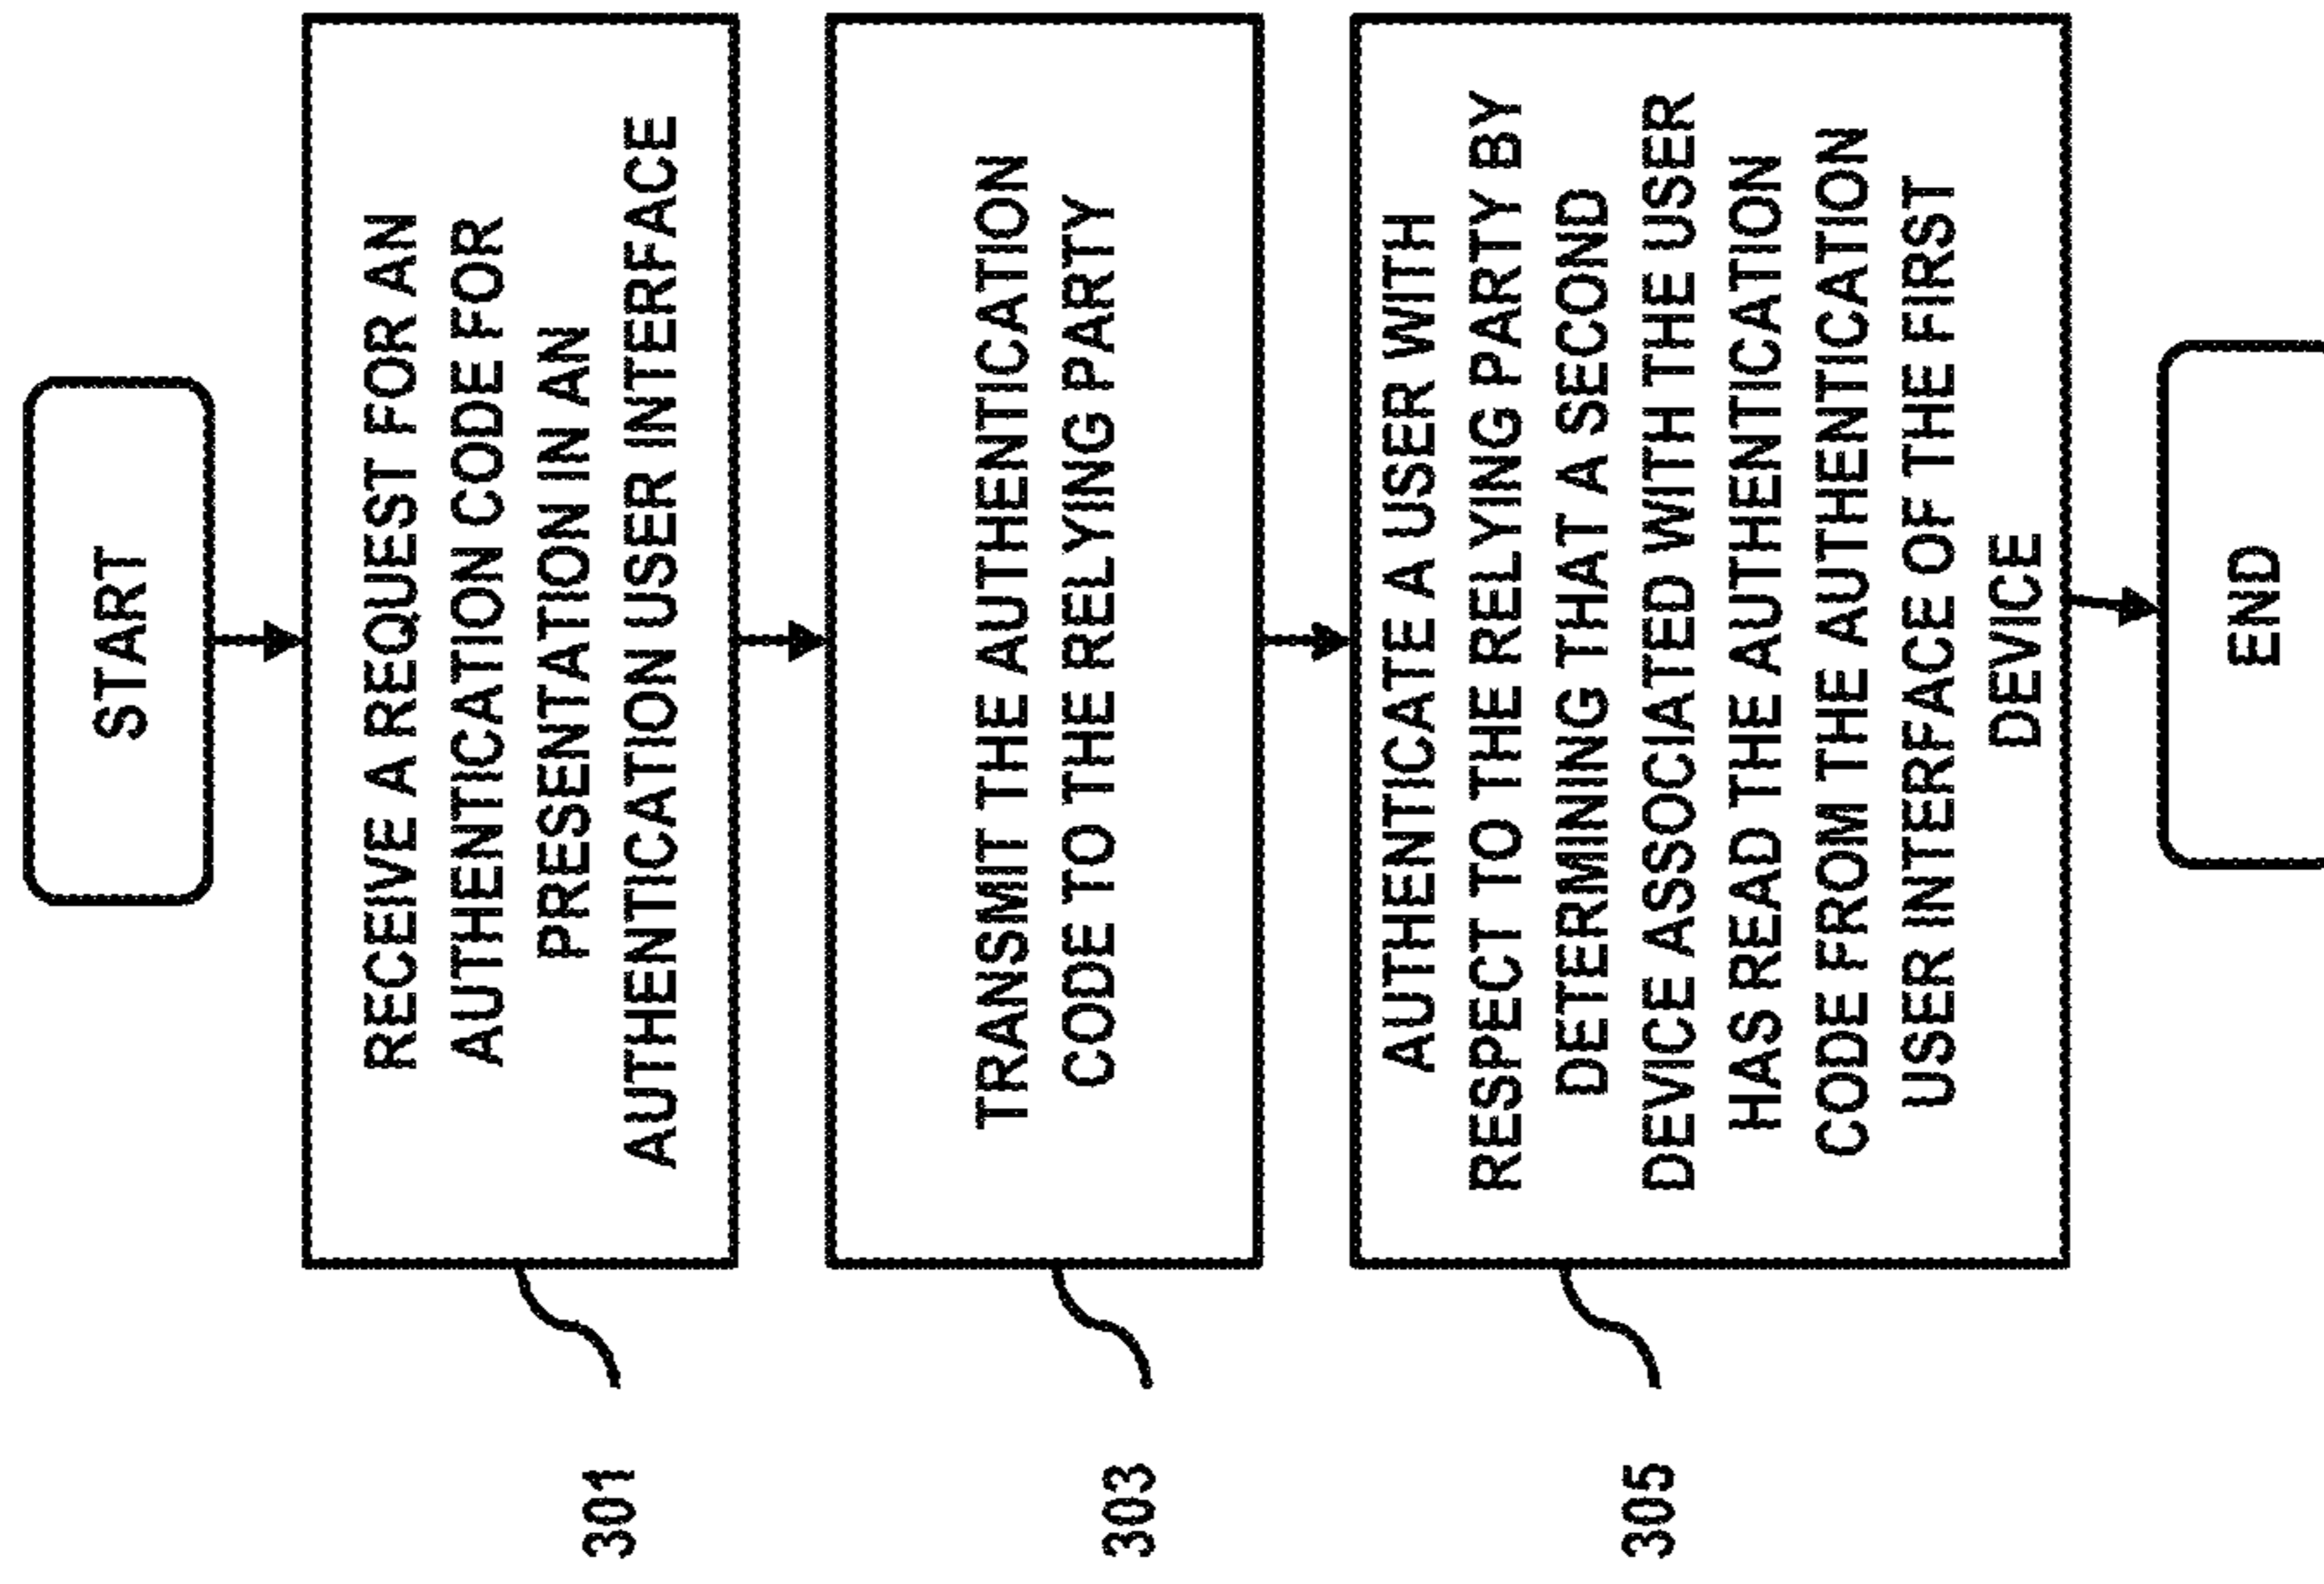 START
RECEIVE A REQUEST FOR AN
AUTHENTICATION CODE FOR
PRESENTATION IN AN
AUTHENTICATION USER INTERFACE
301
TRANSMIT THE AUTHENTICATION
CODE TO THE RELYING PARTY
303
AUTHENTICATE A USER WITH
RESPECT TO THE RELYING PARTY BY
DETERMINING THAT A SECOND
DEVICE ASSOCIATED WITH THE USER
HAS READ THE AUTHENTICATION
CODE FROM THE AUTHENTICATION
USER INTERFACE OF THE FIRST
DEVICE
305
END